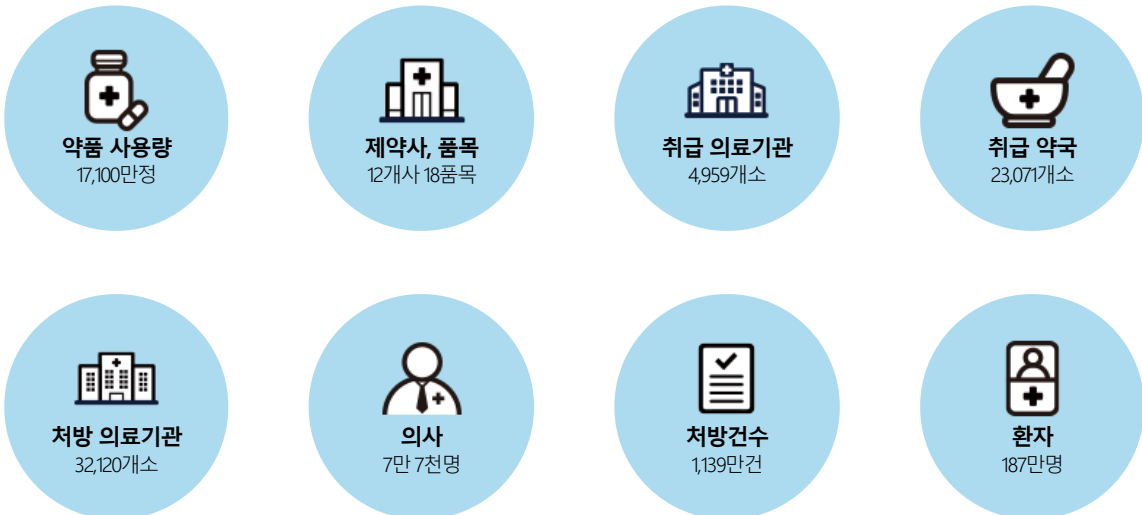 약품 사용량
17,100만정
제약사, 품목
12개사 18품목
취급 의료기관
4,959개소
취급 약국
23,071개소
처방 의료기관
32,120개소
의사
7만 7천명
처방건수
1,139만건
환자
187만명